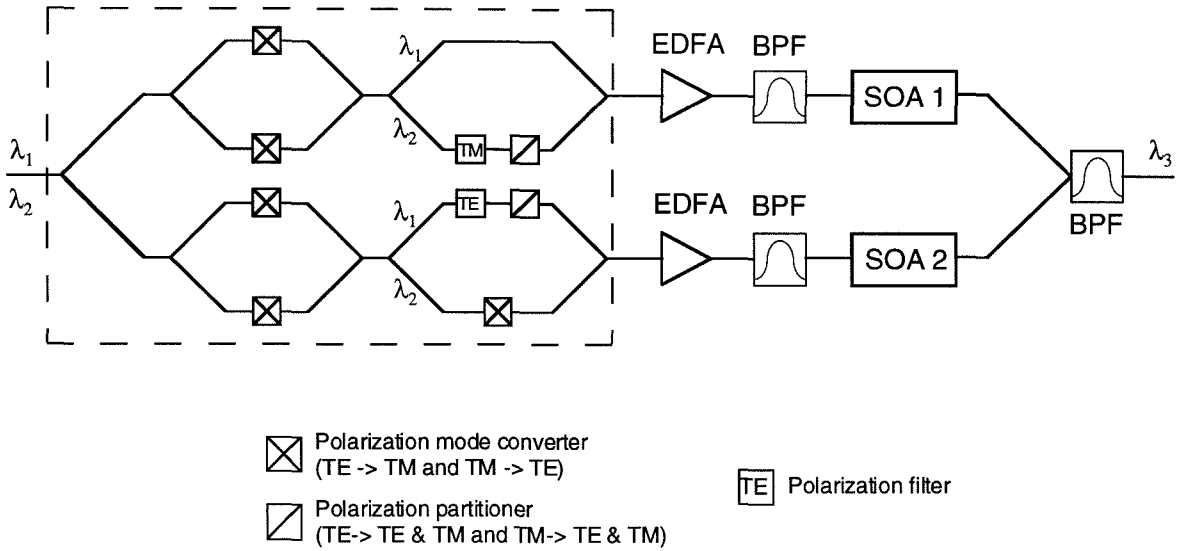 EDFA BPF
λ1
λ1
SOA 1
λ2
TM
λ1
λ3
λ2
TE
EDFA BPF
λ1
BPF
SOA 2
λ2
Polarization mode converter
(TE -> TM and TM -> TE)
TE Polarization filter
Polarization partitioner
(TE-> TE & TM and TM-> TE & TM)